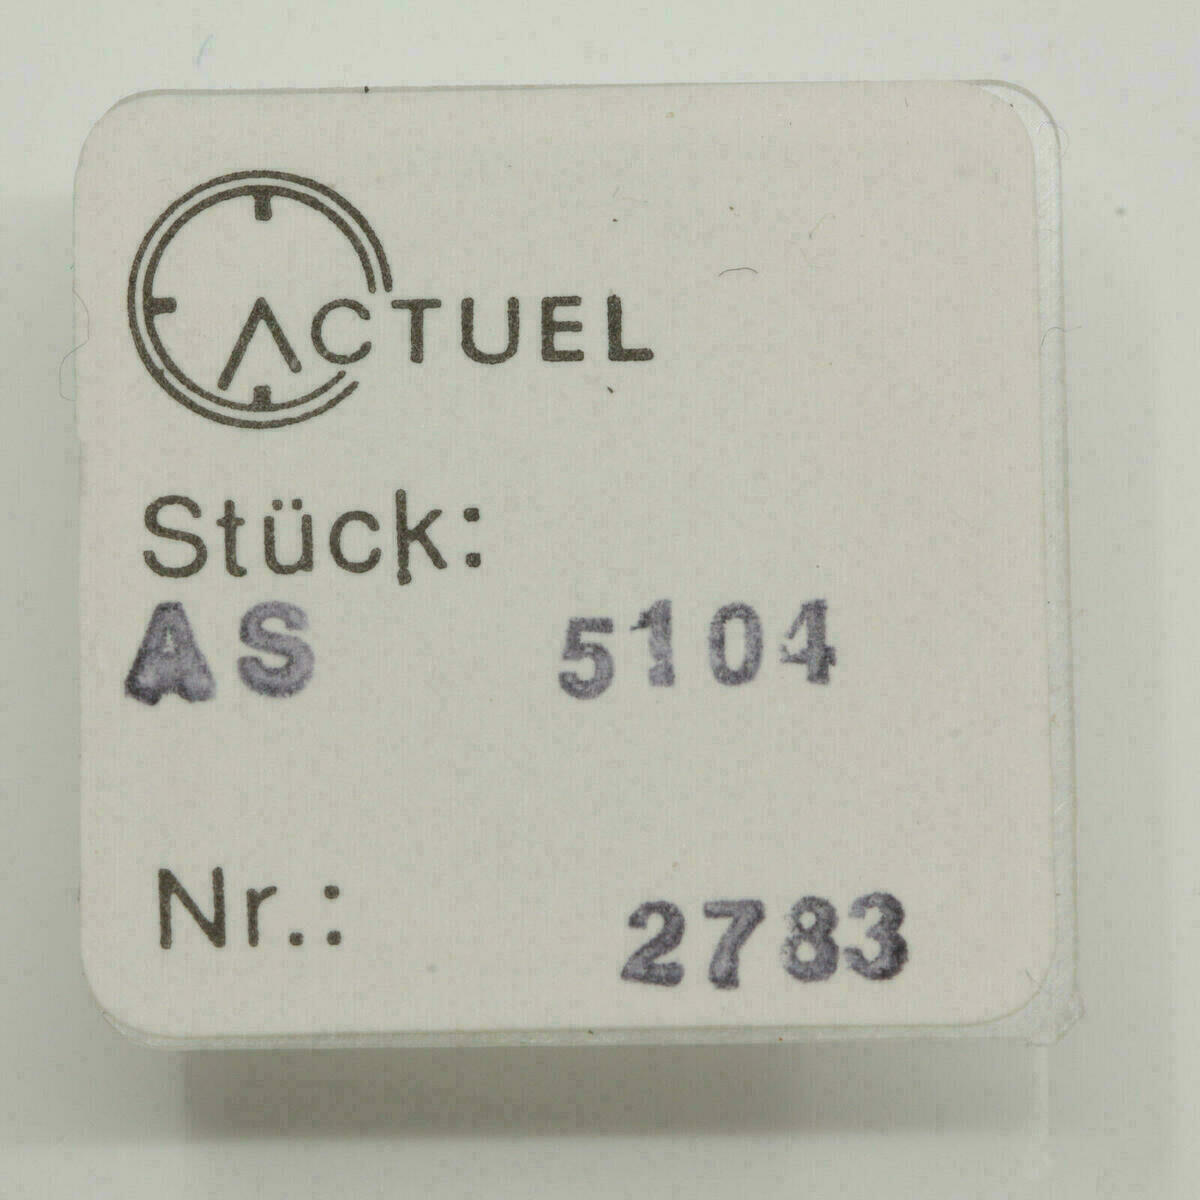 ACTUEL
Stück:
AS 5104
Nr.: 2783